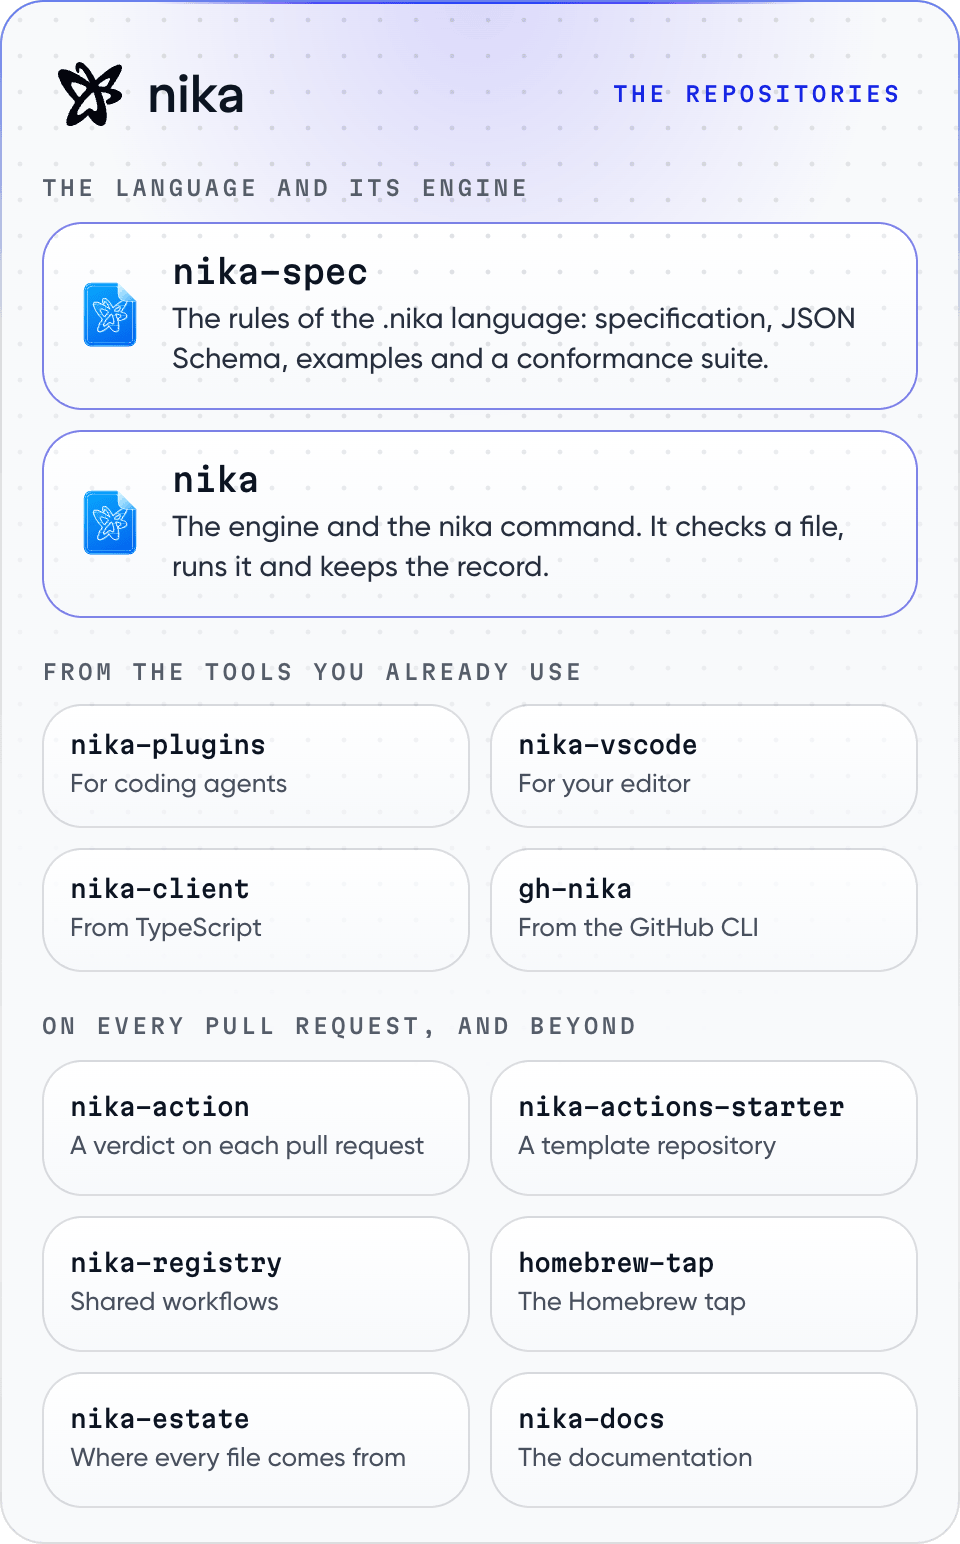 nika
THE REPOSITORIES
THE LANGUAGE AND ITS ENGINE
nika-spec
The rules of the .nika language: specification, JSON
Schema, examples and a conformance suite.
nika
The engine and the nika command. It checks a file,
runs it and keeps the record.
FROM THE TOOLS YOU ALREADY USE
nika-plugins
For coding agents
nika-vscode
For your editor
nika-client
From TypeScript
gh-nika
From the GitHub CLI
ON EVERY PULL REQUEST, AND BEYOND
nika-action
A verdict on each pull request
nika-actions-starter
A template repository
nika-registry
Shared workflows
homebrew-tap
The Homebrew tap
nika-estate
Where every file comes from
nika-docs
The documentation